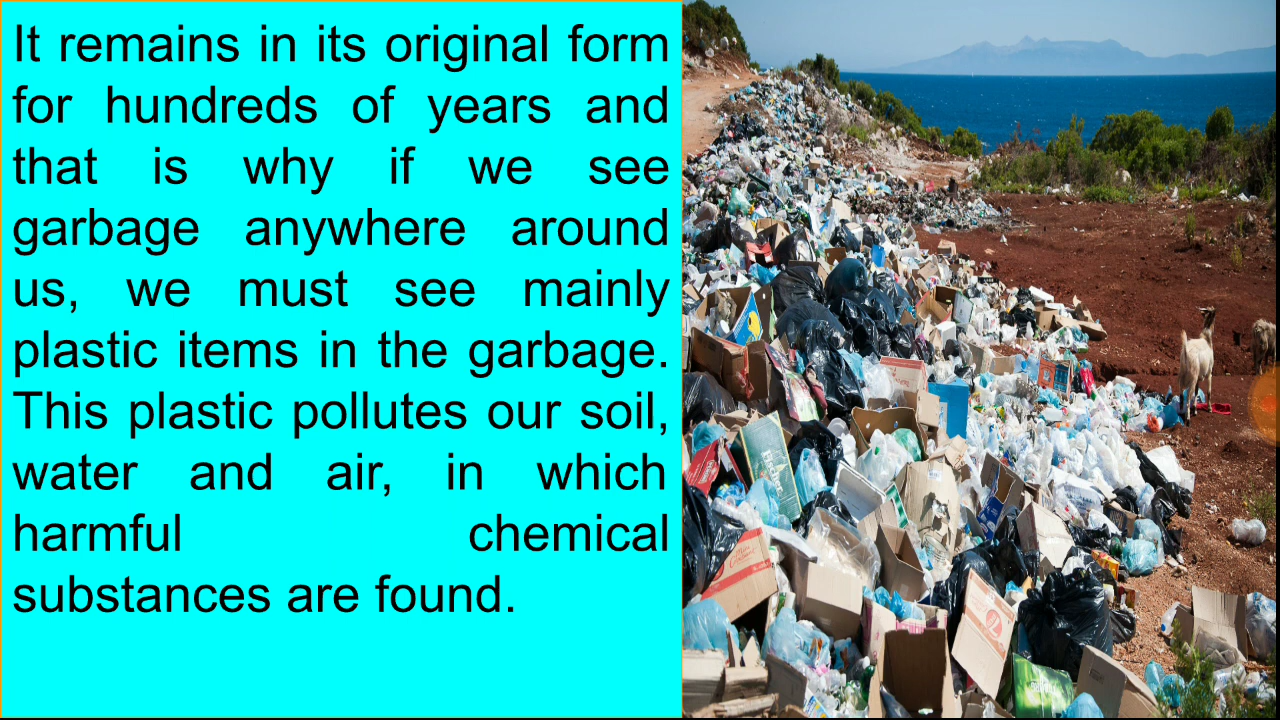 It remains in its original form
for hundreds of years and
that is why if we see
garbage anywhere around
us, we must see mainly
plastic items in the garbage.
This plastic pollutes our soil,
water and air, in which
harmful chemical
substances are found.